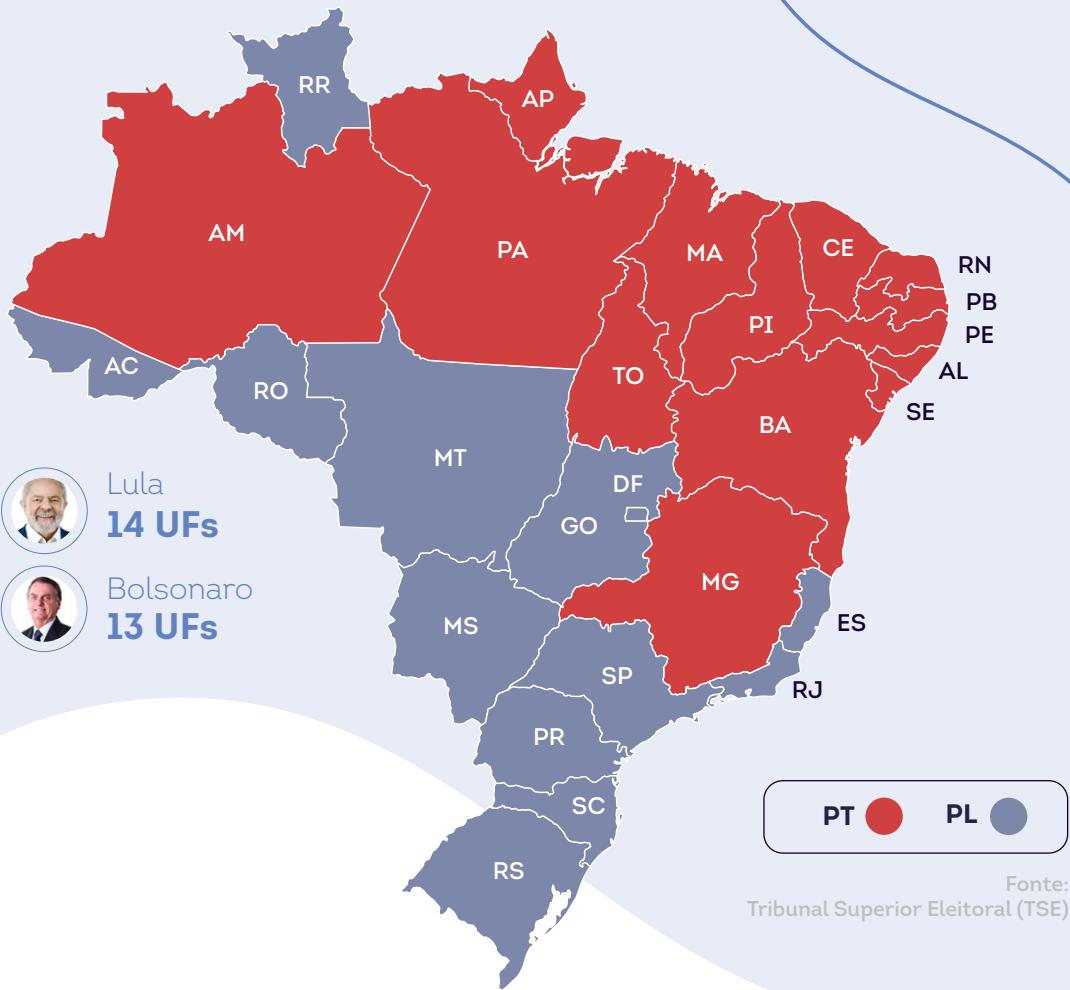 RR
AP
AM
PA
MA
CE
RN
PB
PI
PE
AC
TO
AL
RO
SE
BA
MT
DF
Lula
14 UFs
GO
MG
Bolsonaro
13 UFs
MS
ES
SP
RJ
PR
SC
PT PL
RS
Fonte:
Tribunal Superior Eleitoral (TSE)